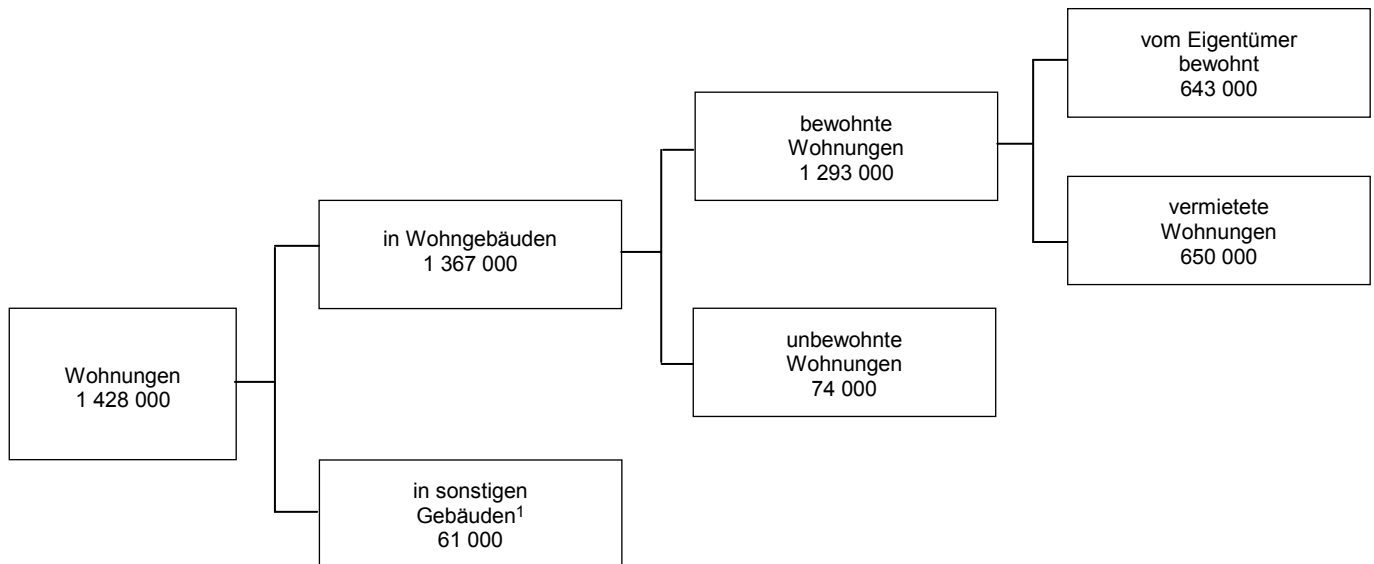 vom Eigentümer
bewohnt
643 000
bewohnte
Wohnungen
1 293 000
vermietete
Wohnungen
650 000
in Wohngebäuden
1 367 000
unbewohnte
Wohnungen
74 000
Wohnungen
1 428 000
in sonstigen
Gebäuden¹
61 000